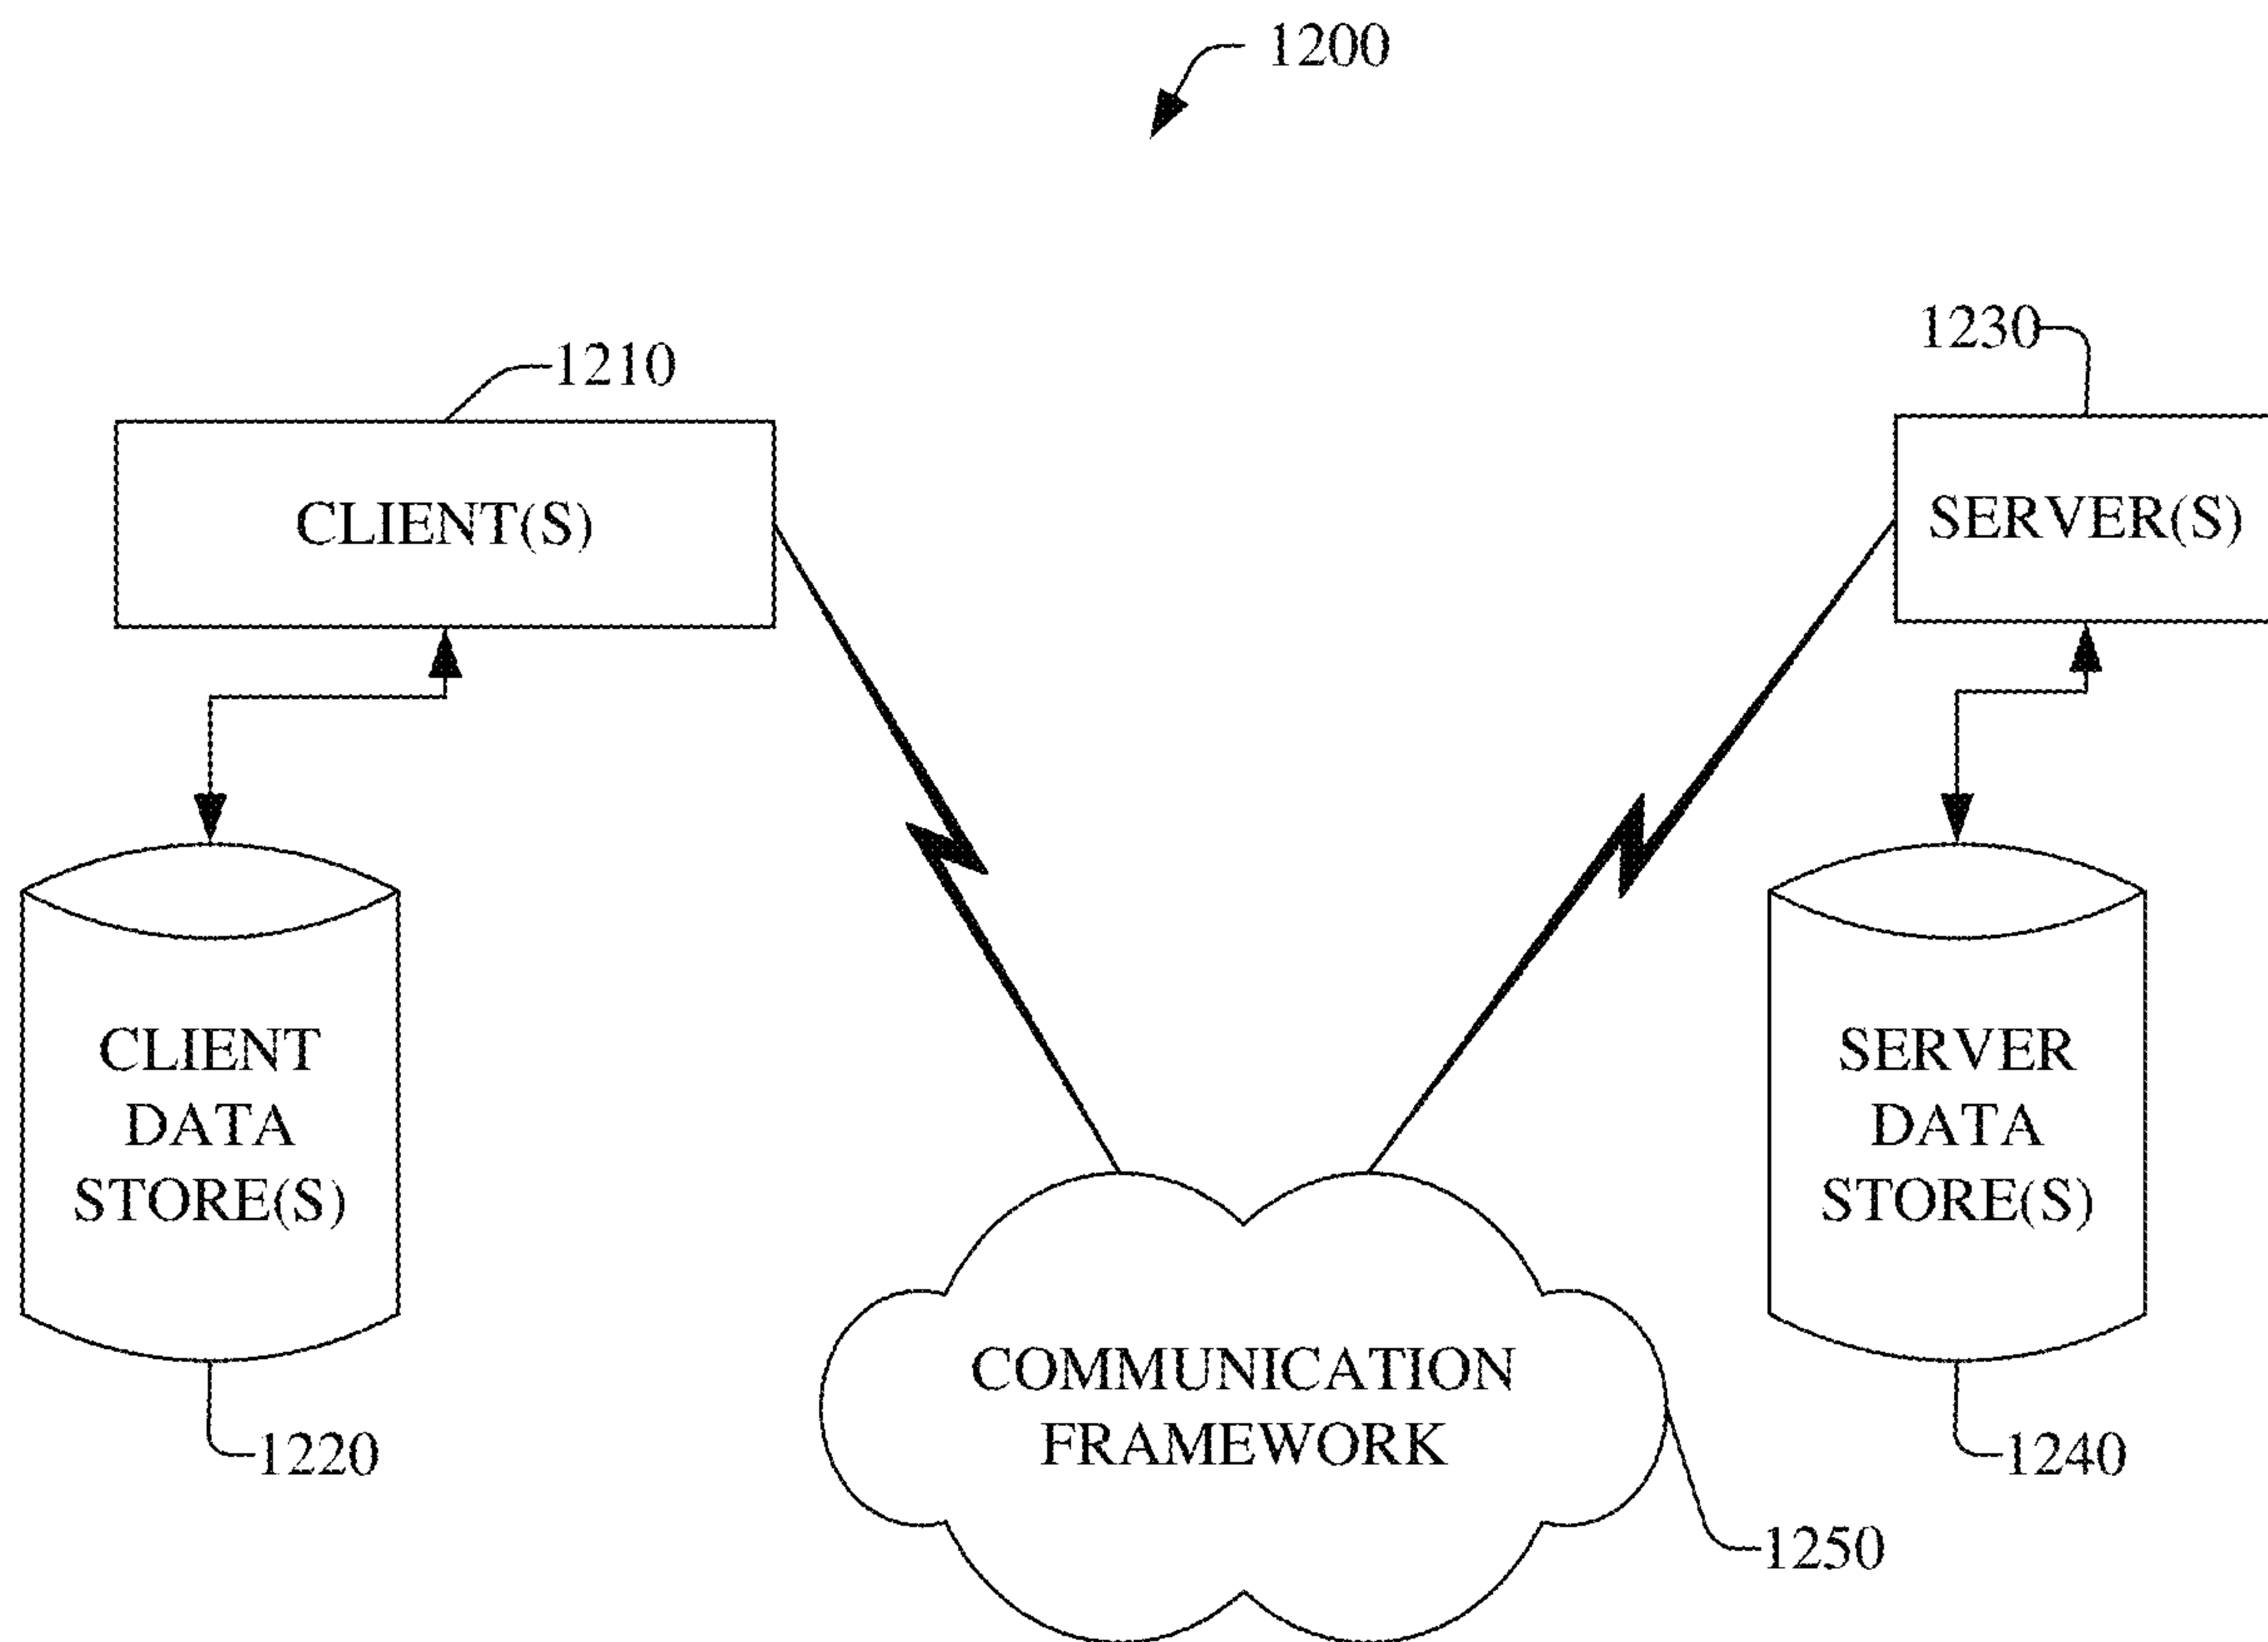 1200
1210
1230
CLIENT(S)
SERVER(S)
CLIENT
DATA
STORE(S)
SERVER
DATA
STORE(S)
COMMUNICATION
FRAMEWORK
1220
1240
1250